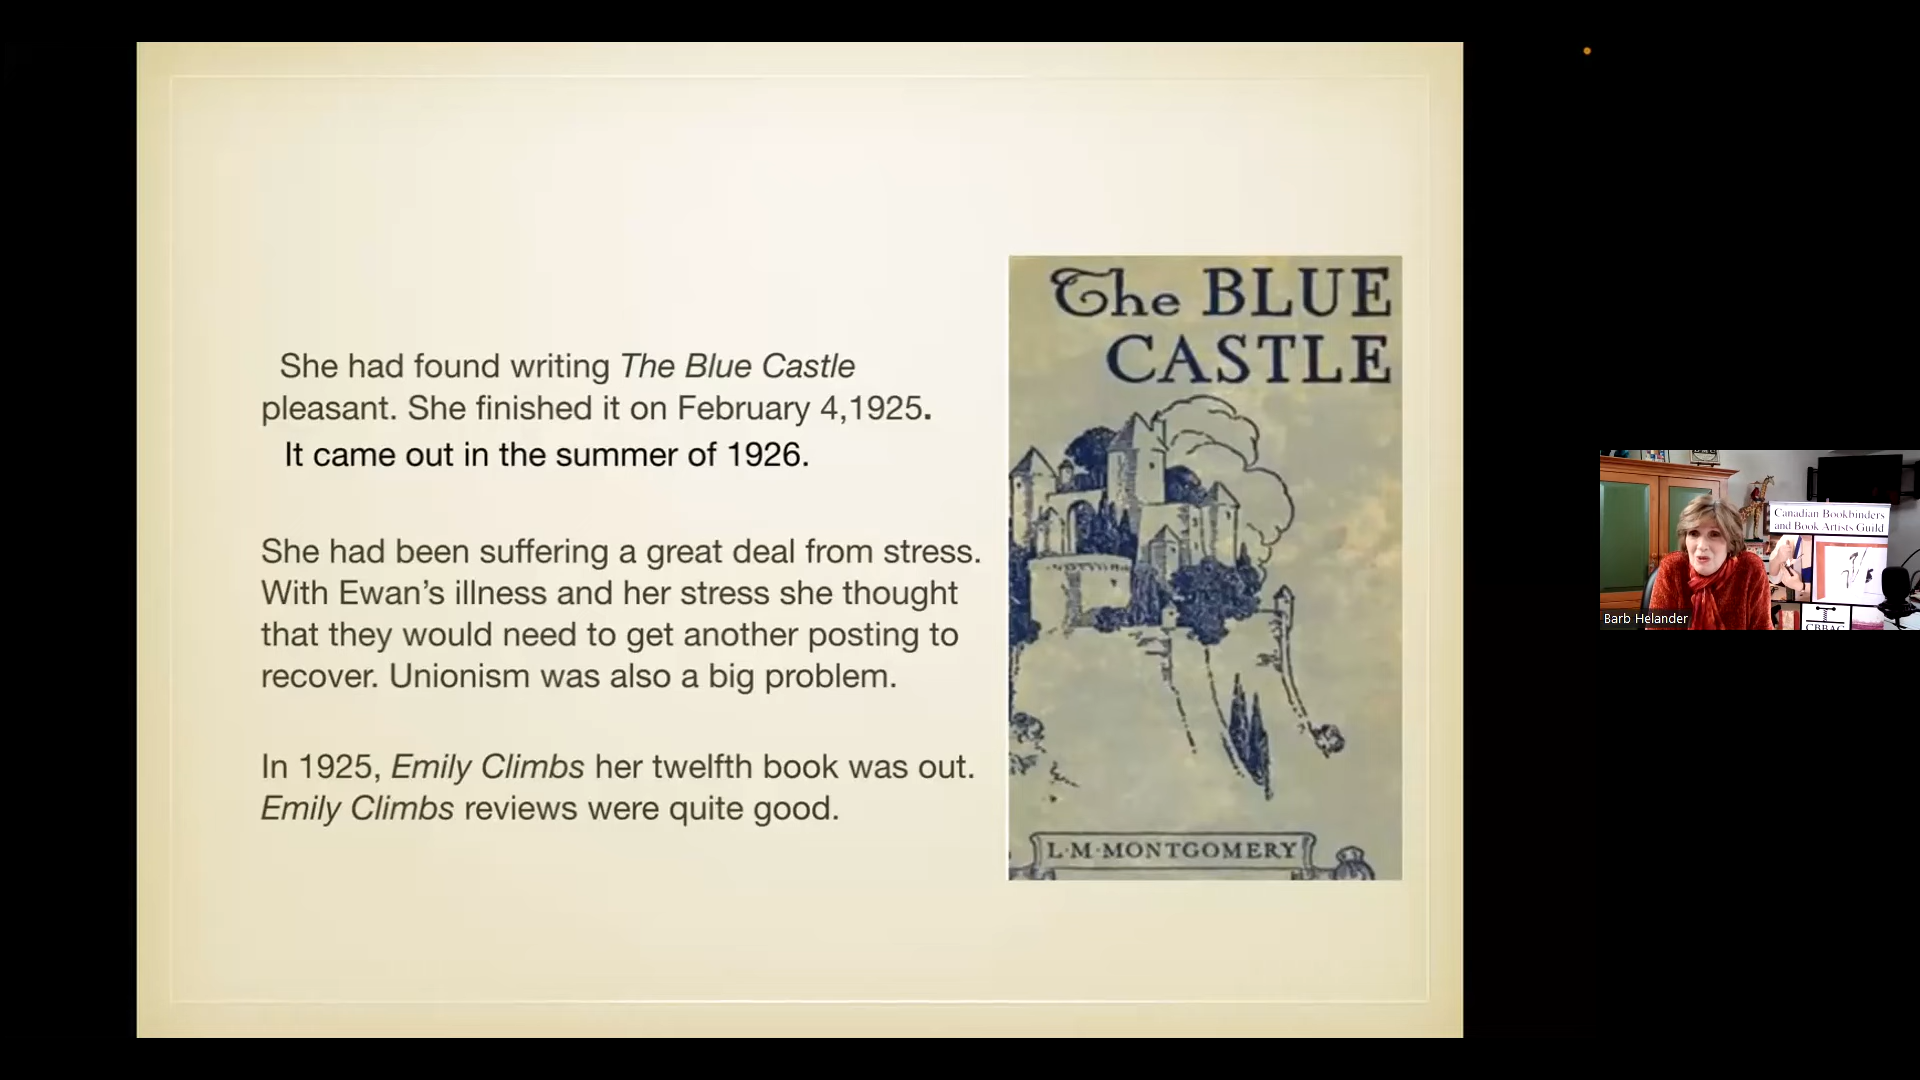 She had found writing The Blue Castle
pleasant. She finished it on February 4,1925.
It came out in the summer of 1926.
She had been suffering a great deal from stress.
With Ewan’s illness and her stress she thought
that they would need to get another posting to
recover. Unionism was also a big problem.
In 1925, Emily Climbs her twelfth book was out.
Emily Climbs reviews were quite good.
The BLUE
CASTLE
L·M·MONTGOMERY
Canadian Bookbinders
and Book Artists Guild
CBBAG
Barb Helander